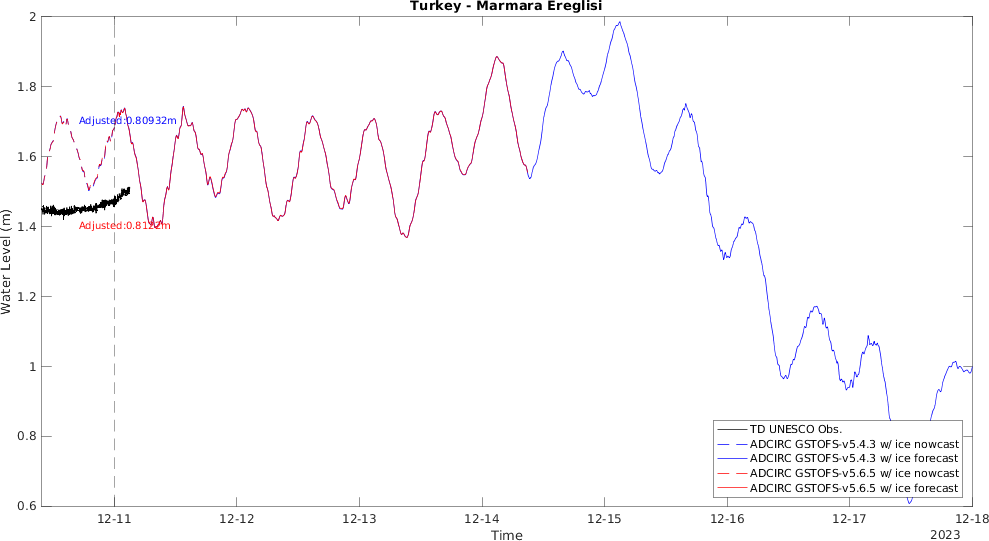 Turkey - Marmara Ereglisi
Water Level (m)
2
1.8
1.6
1.4
1.2
1
0.8
0.6
Adjusted:0.80932m
Adjusted:0.8122m
TD UNESCO Obs.
ADCIRC GSTOFS-v5.4.3 w/ ice nowcast
ADCIRC GSTOFS-v5.4.3 w/ ice forecast
ADCIRC GSTOFS-v5.6.5 w/ ice nowcast
ADCIRC GSTOFS-v5.6.5 w/ ice forecast
12-11 12-12 12-13 12-14 12-15 12-16 12-17 12-18
Time
2023